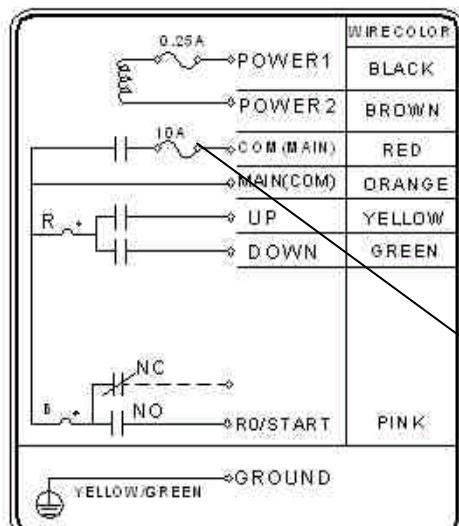 WIRECOLOR
0.25A
POWER1 BLACK
POWER2 BROWN
10A
COM(MAIN) RED
MAIN(COM) ORANGE
R UP YELLOW
DOWN GREEN
NC
NO
RO/START PINK
GROUND
YELLOW/GREEN